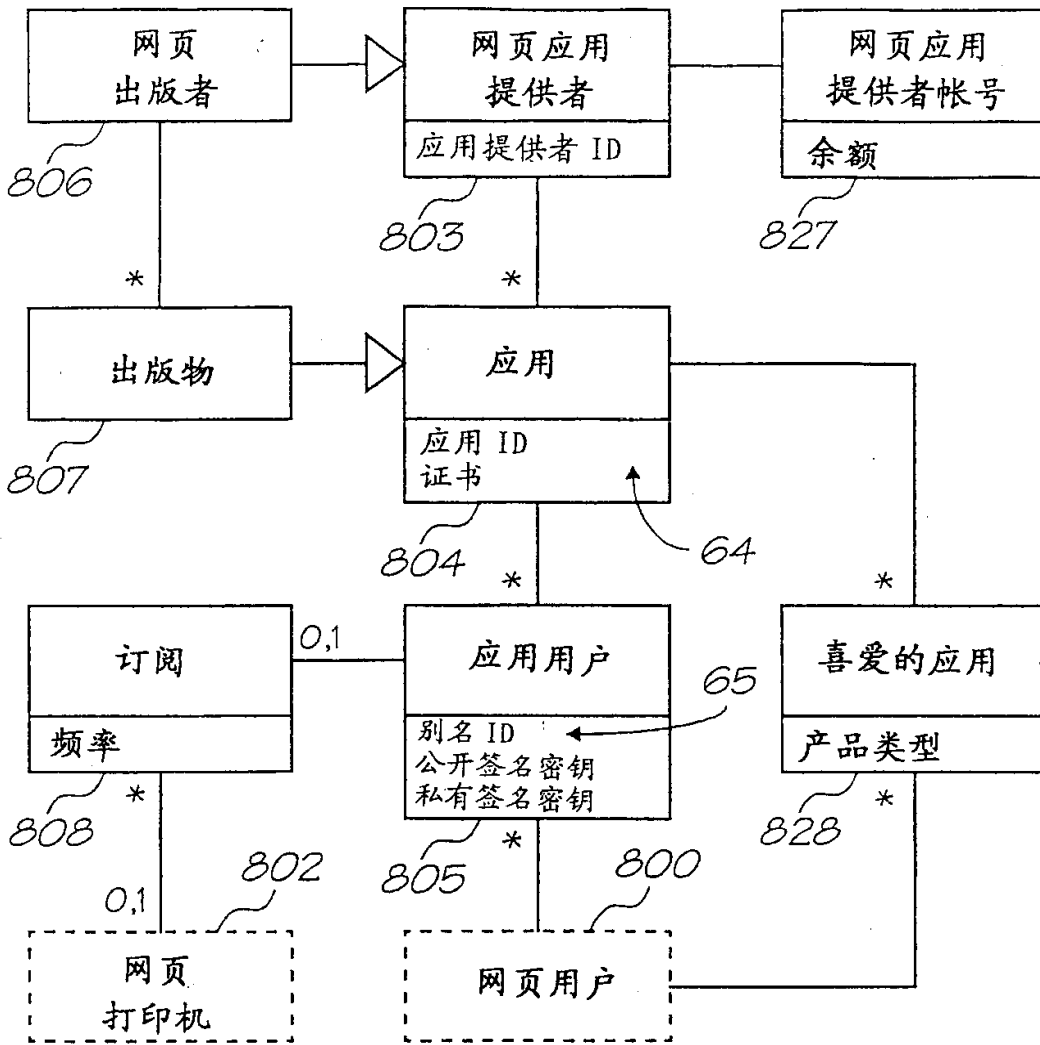 网页
出版者
网页应用
提供者
应用提供者 ID
网页应用
提供者帐号
余额
806
803
827
*
*
出版物
应用
应用 ID
证书
807
804
64
*
*
订阅
频率
0,1
应用用户
别名 ID
公开签名密钥
私有签名密钥
65
喜爱的应用
产品类型
808
*
805
*
828
*
802
800
0,1
网页
打印机
网页用户